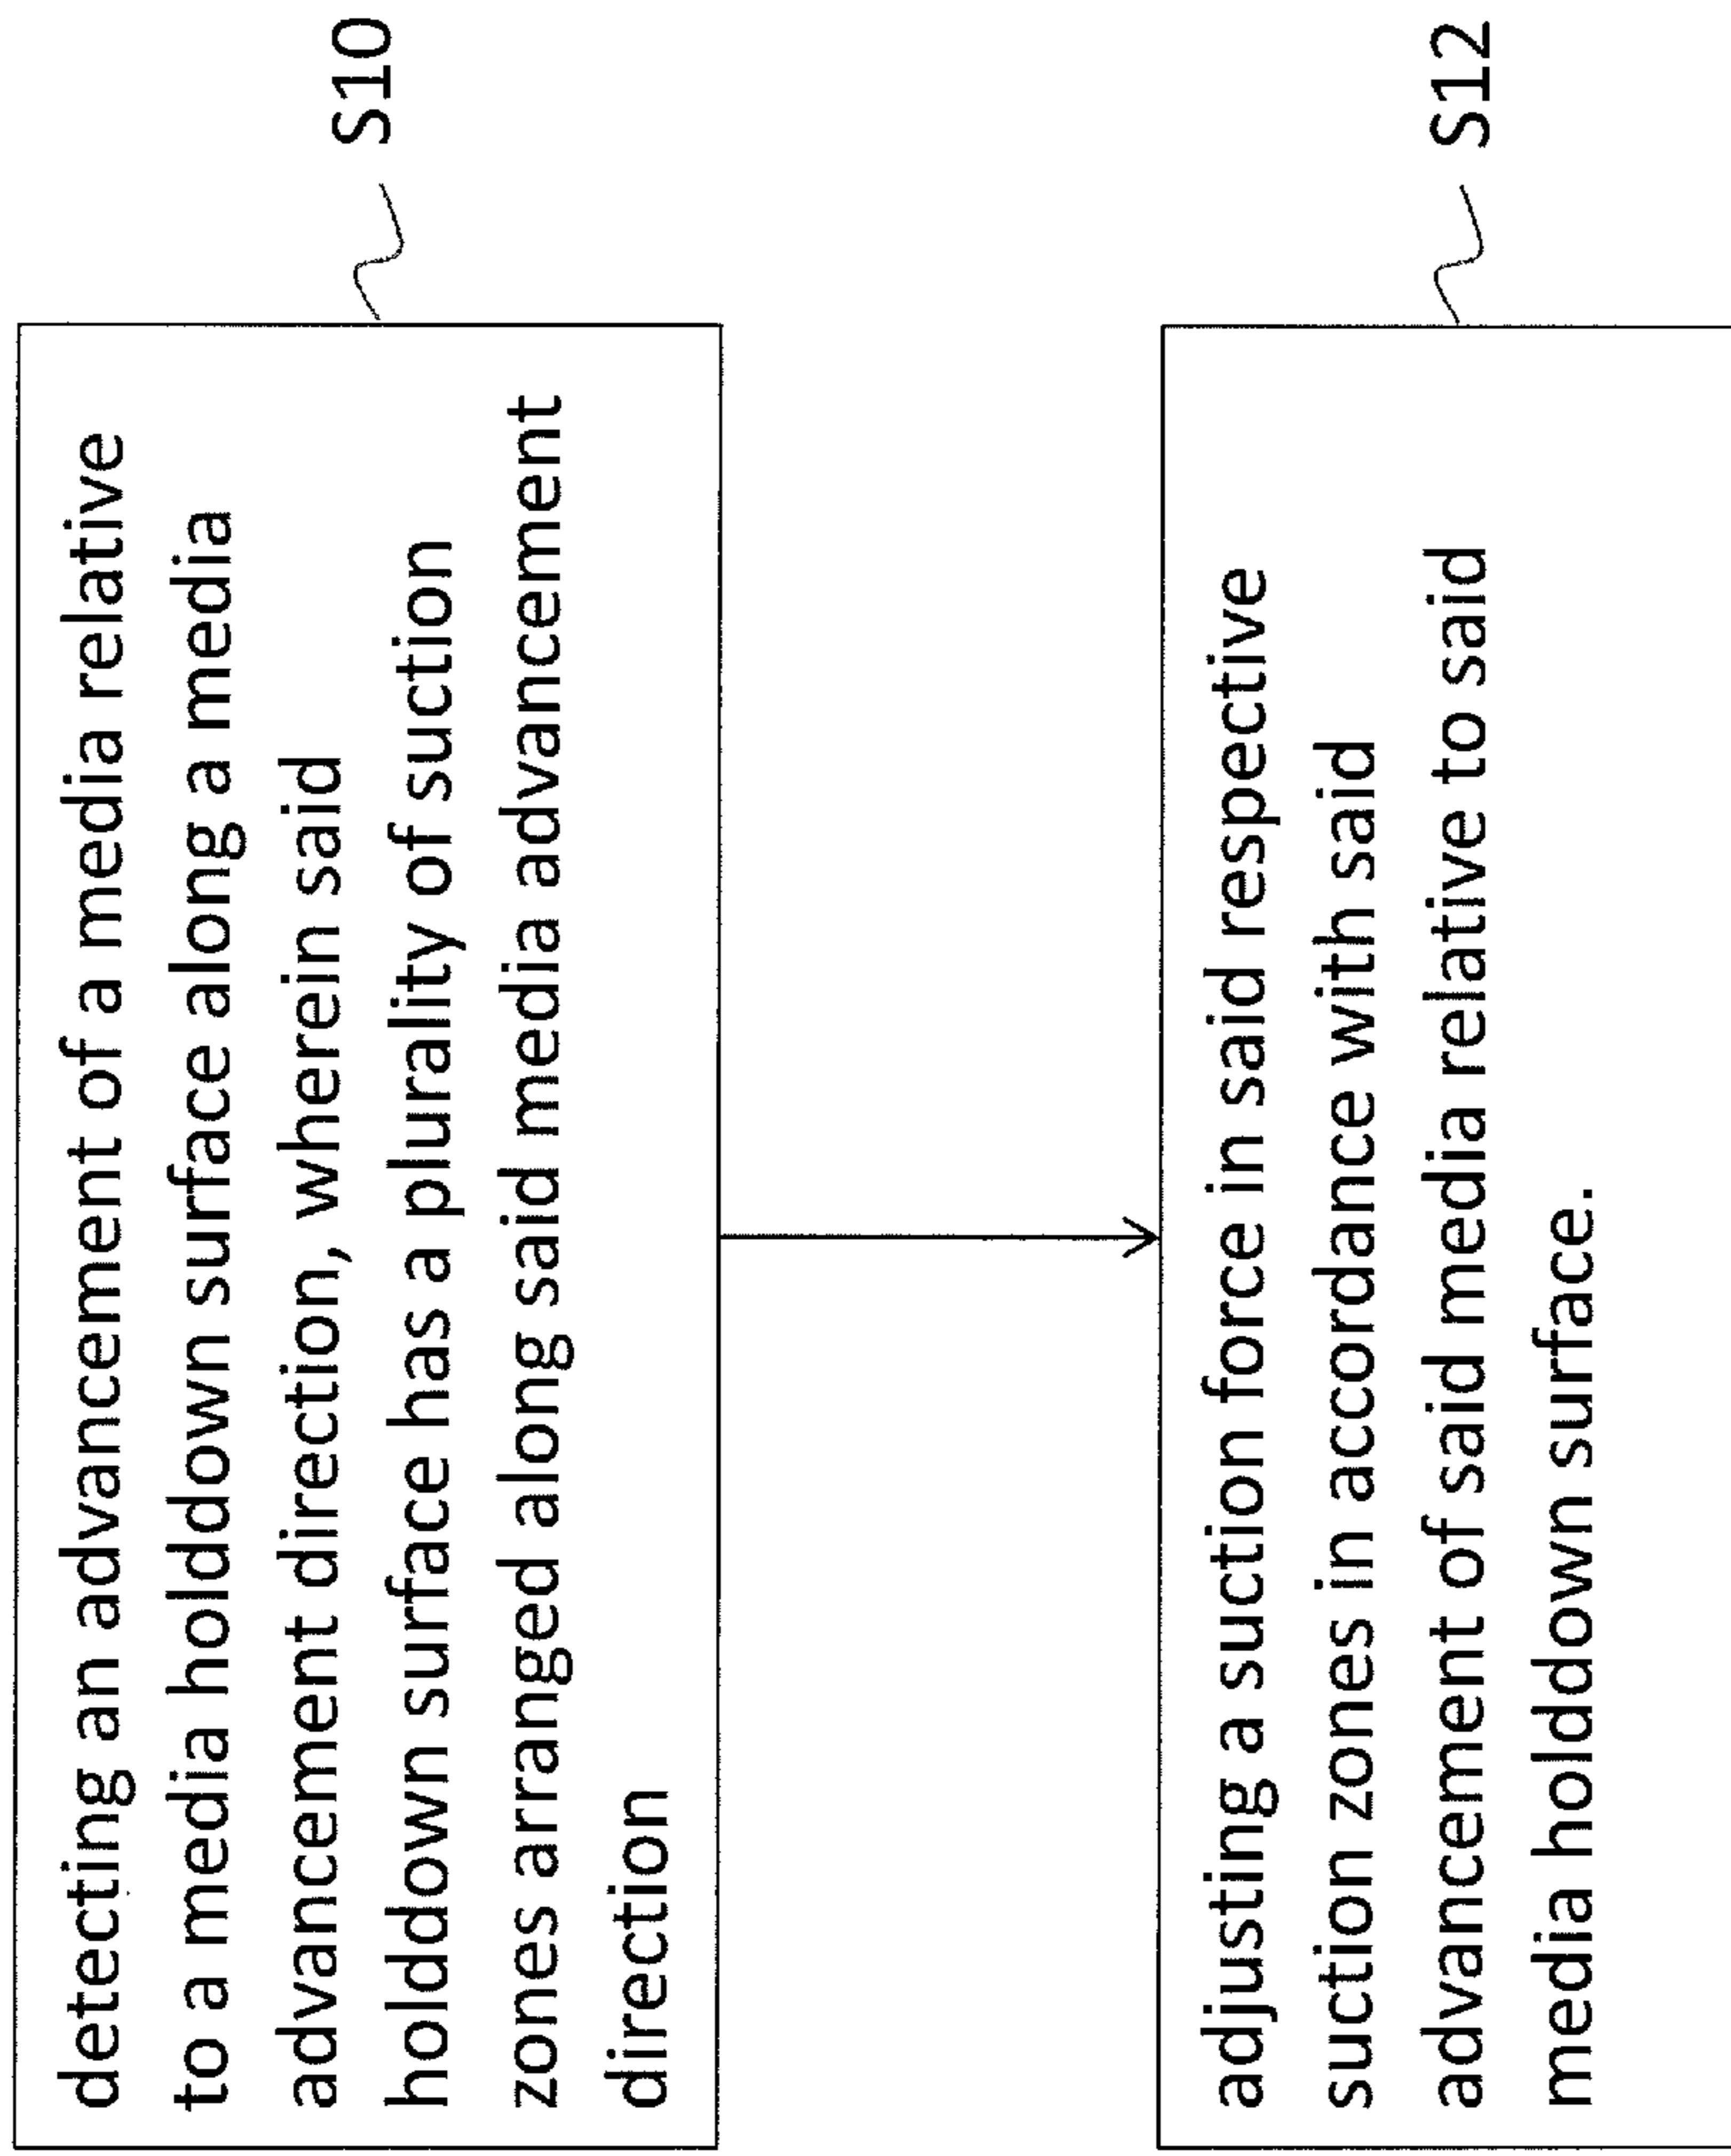 detecting an advancement of a media relative
to a media holddown surface along a media
advancement direction, wherein said
holddown surface has a plurality of suction
zones arranged along said media advancement
direction
S10
adjusting a suction force in said respective
suction zones in accordance with said
advancement of said media relative to said
media holddown surface.
S12